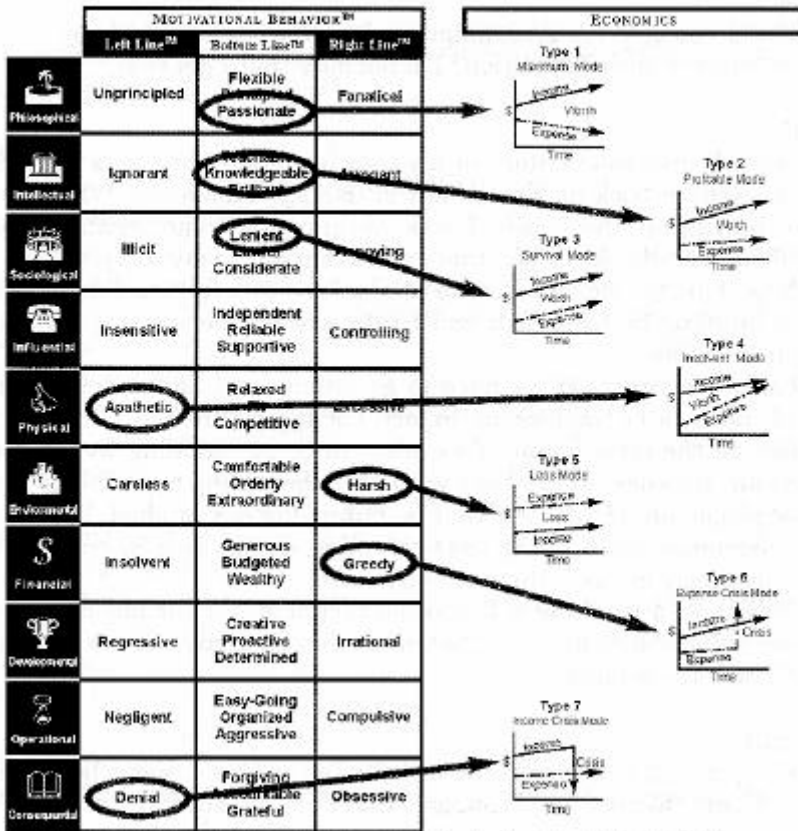 MOTIVATIONAL BEHAVIOR™
ECONOMICS
Left Line™ Bottom Line™ Right Line™
Philosophical
Unprincipled
Flexible
Principled
Passionate
Fanatical
Intellectual
Ignorant
Knowledgeable
Brilliant
Arrogant
Sociological
Illicit
Lenient
Considerate
Influential
Insensitive
Independent
Reliable
Supportive
Controlling
Physical
Apathetic
Relaxed
Fit
Competitive
Excessive
Environmental
Careless
Comfortable
Orderly
Extraordinary
Harsh
Financial
Insolvent
Generous
Budgeted
Wealthy
Greedy
Developmental
Regressive
Creative
Proactive
Determined
Irrational
Operational
Negligent
Easy-Going
Organized
Aggressive
Compulsive
Consequential
Denial
Forgiving
Accountable
Grateful
Obsessive
Type 1
Maximum Mode
$
Income
Worth
Expense
Time
Type 2
Profitable Mode
$
Income
Worth
Expense
Time
Type 3
Survival Mode
$
Income
Worth
Expense
Time
Type 4
Insolvent Mode
$
Income
Worth
Expense
Time
Type 5
Loss Mode
$
Expense
Loss
Income
Time
Type 6
Expense Crisis Mode
$
Income
Crisis
Expense
Time
Type 7
Income Crisis Mode
$
Income
Crisis
Expense
Time